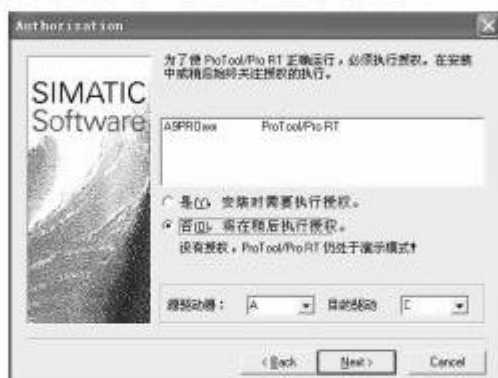 Authorization
SIMATIC
Software
为了使 ProTool/Pro RT 正确运行，必须执行授权。在安装
中或稍后始终关注授权的执行。
A9PROxxx ProTool/Pro RT
是(Y), 安装时需要执行授权。
否(O), 将在稍后执行授权。
没有授权，ProTool/Pro RT 仍处于演示模式!
源驱动器： A 目的驱动 C
< Back Next > Cancel